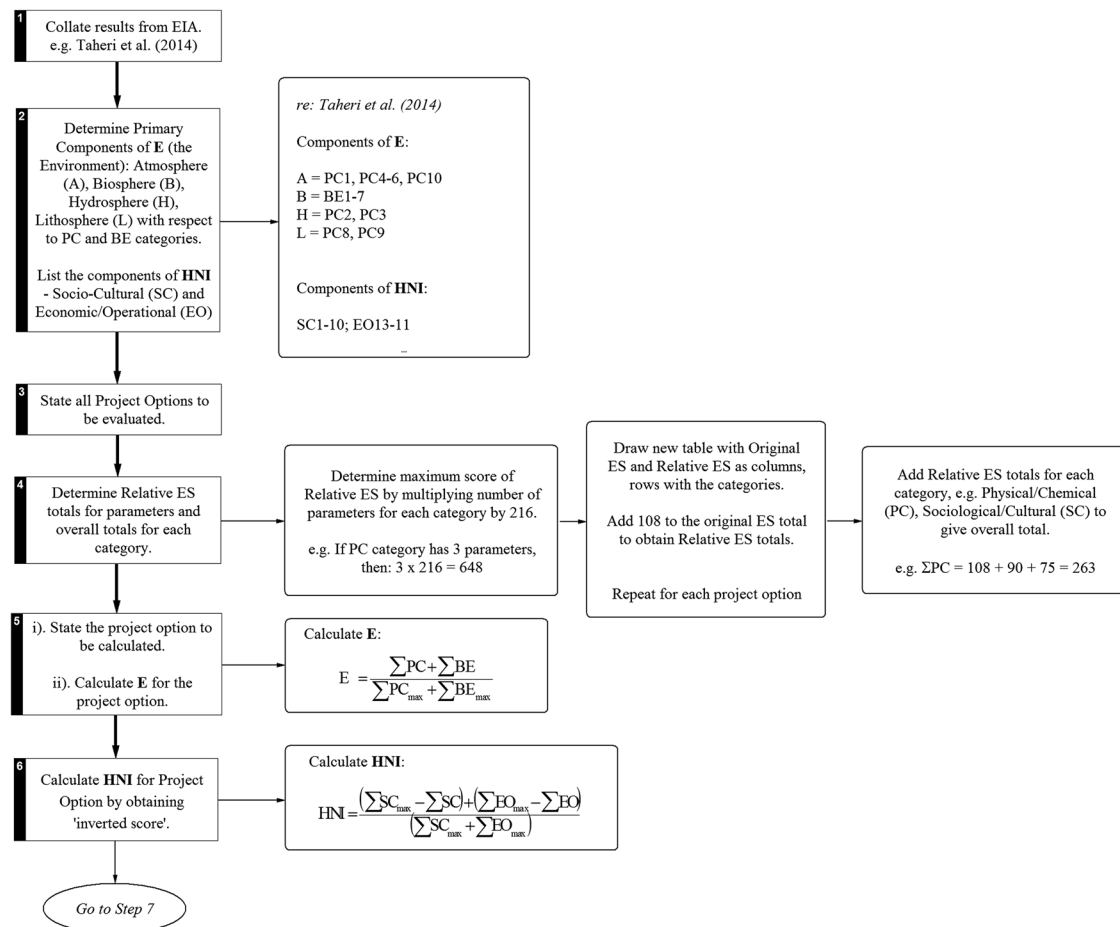 1
Collate results from EIA.
e.g. Taheri et al. (2014)
2
Determine Primary
Components of E (the
Environment): Atmosphere
(A), Biosphere (B),
Hydrosphere (H),
Lithosphere (L) with respect
to PC and BE categories.
List the components of HNI
- Socio-Cultural (SC) and
Economic/Operational (EO)
re: Taheri et al. (2014)
Components of E:
A = PC1, PC4-6, PC10
B = BE1-7
H = PC2, PC3
L = PC8, PC9
Components of HNI:
SC1-10; EO13-11
3
State all Project Options to
be evaluated.
4
Determine Relative ES
totals for parameters and
overall totals for each
category.
Determine maximum score of
Relative ES by multiplying number of
parameters for each category by 216.
e.g. If PC category has 3 parameters,
then: 3 x 216 = 648
Draw new table with Original
ES and Relative ES as columns,
rows with the categories.
Add 108 to the original ES total
to obtain Relative ES totals.
Repeat for each project option
Add Relative ES totals for each
category, e.g. Physical/Chemical
(PC), Sociological/Cultural (SC) to
give overall total.
e.g. ΣPC = 108 + 90 + 75 = 263
5
i). State the project option to
be calculated.
ii). Calculate E for the
project option.
Calculate E:
E = (∑PC + ∑BE) / (∑PCmax + ∑BEmax)
6
Calculate HNI for Project
Option by obtaining
'inverted score'.
Calculate HNI:
HNI = ((∑SCmax − ∑SC) + (∑EOmax − ∑EO)) / (∑SCmax + ∑EOmax)
Go to Step 7